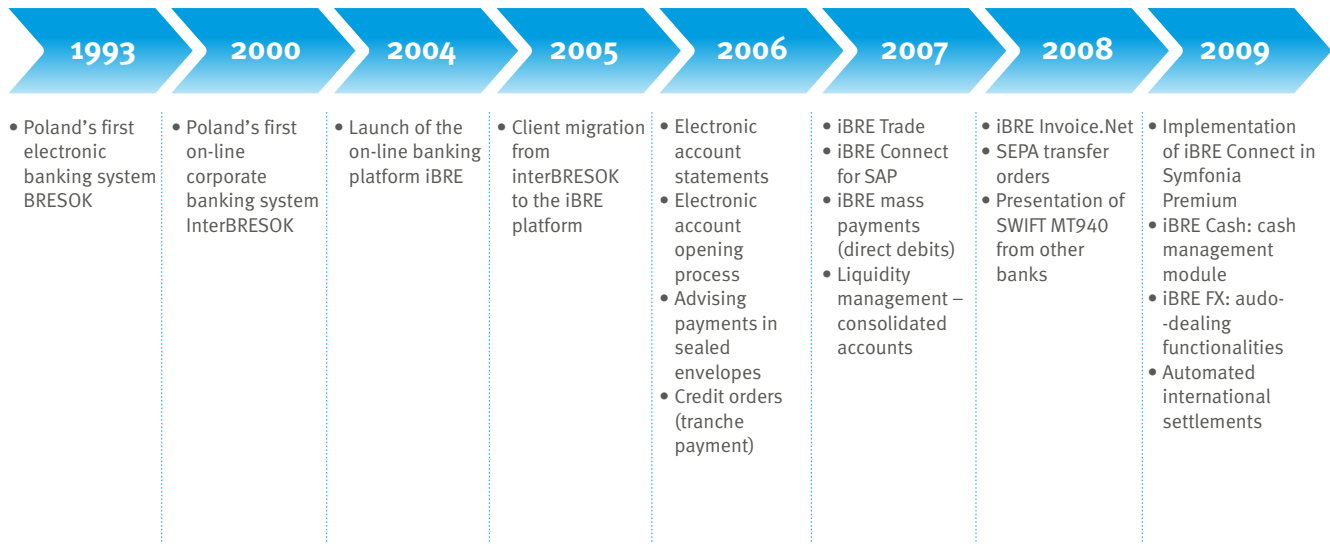 1993
2000
2004
2005
2006
2007
2008
2009
• Poland's first
electronic
banking system
BRESOK
• Poland's first
on-line
corporate
banking system
InterBRESOK
• Launch of the
on-line banking
platform iBRE
• Client migration
from
interBRESOK
to the iBRE
platform
• Electronic
account
statements
• Electronic
account
opening
process
• Advising
payments in
sealed
envelopes
• Credit orders
(tranche
payment)
• iBRE Trade
• iBRE Connect
for SAP
• iBRE mass
payments
(direct debits)
• Liquidity
management –
consolidated
accounts
• iBRE Invoice.Net
• SEPA transfer
orders
• Presentation of
SWIFT MT940
from other
banks
• Implementation
of iBRE Connect in
Symfonia
Premium
• iBRE Cash: cash
management
module
• iBRE FX: audo-
-dealing
functionalities
• Automated
international
settlements